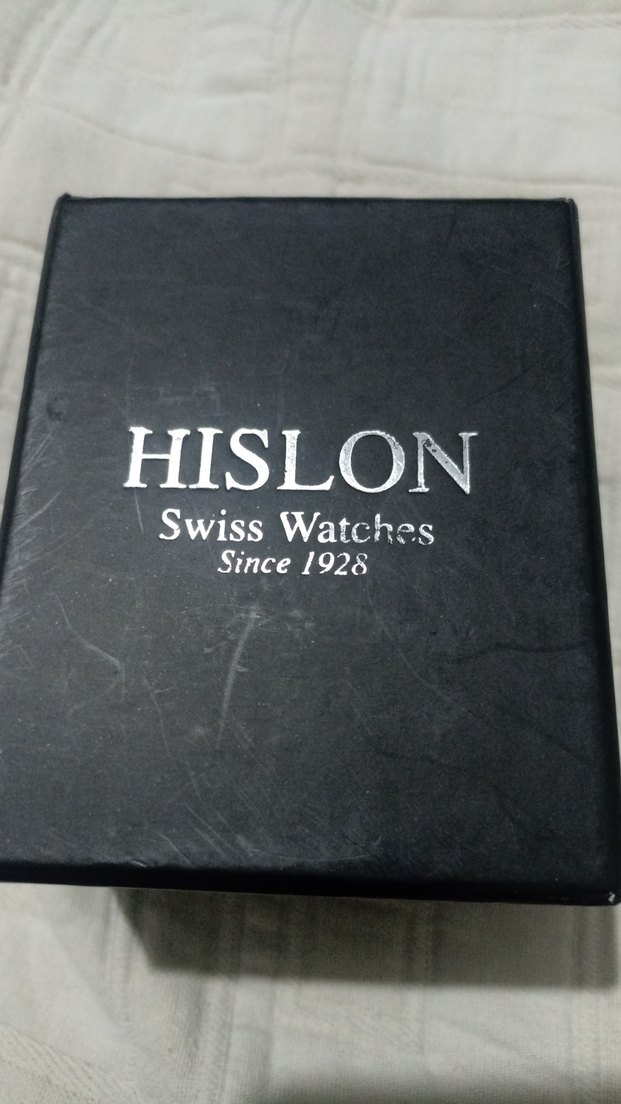 HISLON
Swiss Watches
Since 1928